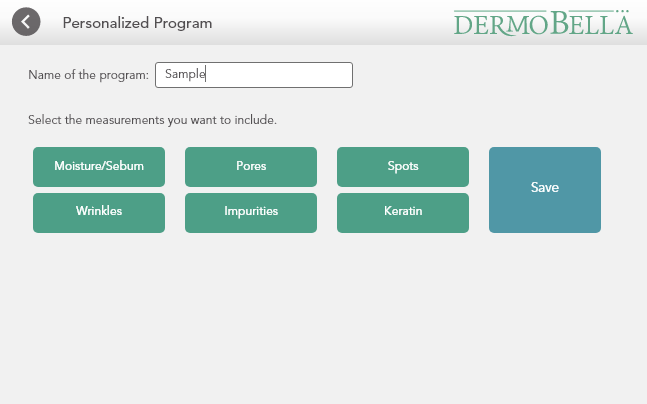 Personalized Program
DERMOBELLA
Name of the program: Sample
Select the measurements you want to include.
Moisture/Sebum Pores Spots
Save
Wrinkles Impurities Keratin